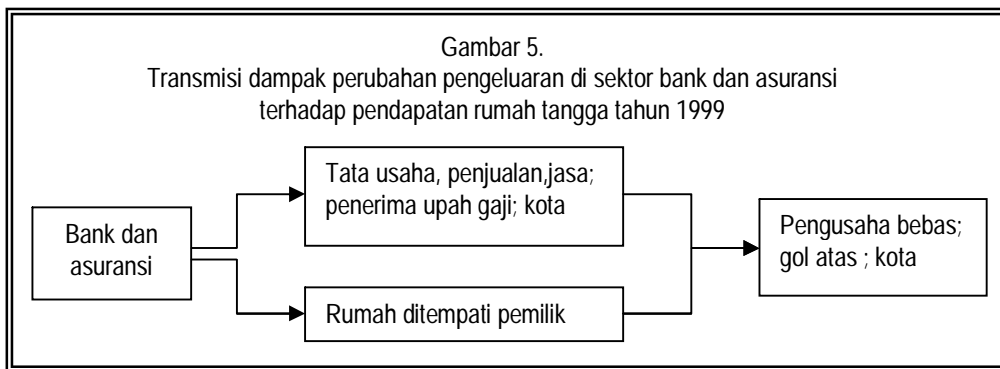 Gambar 5.
Transmisi dampak perubahan pengeluaran di sektor bank dan asuransi
terhadap pendapatan rumah tangga tahun 1999
Bank dan
asuransi
Tata usaha, penjualan,jasa;
penerima upah gaji; kota
Rumah ditempati pemilik
Pengusaha bebas;
gol atas ; kota